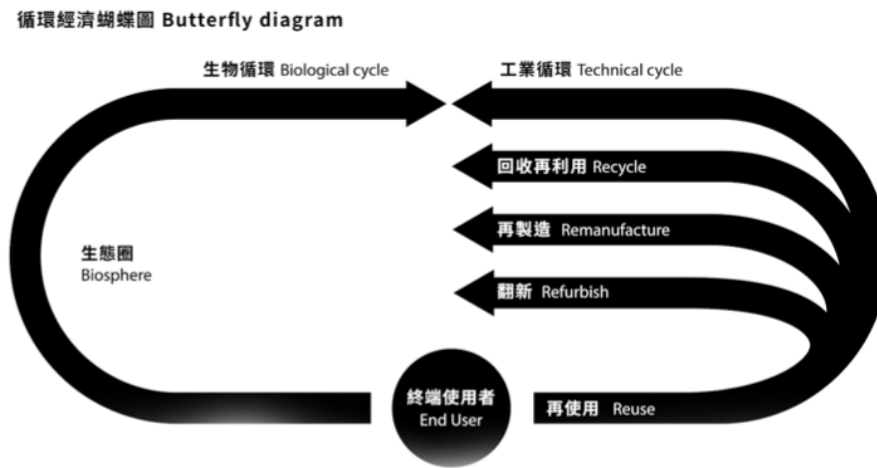 循環經濟蝴蝶圖 Butterfly diagram
生物循環 Biological cycle
工業循環 Technical cycle
回收再利用 Recycle
再製造 Remanufacture
生態圈
Biosphere
翻新 Refurbish
終端使用者
End User
再使用 Reuse